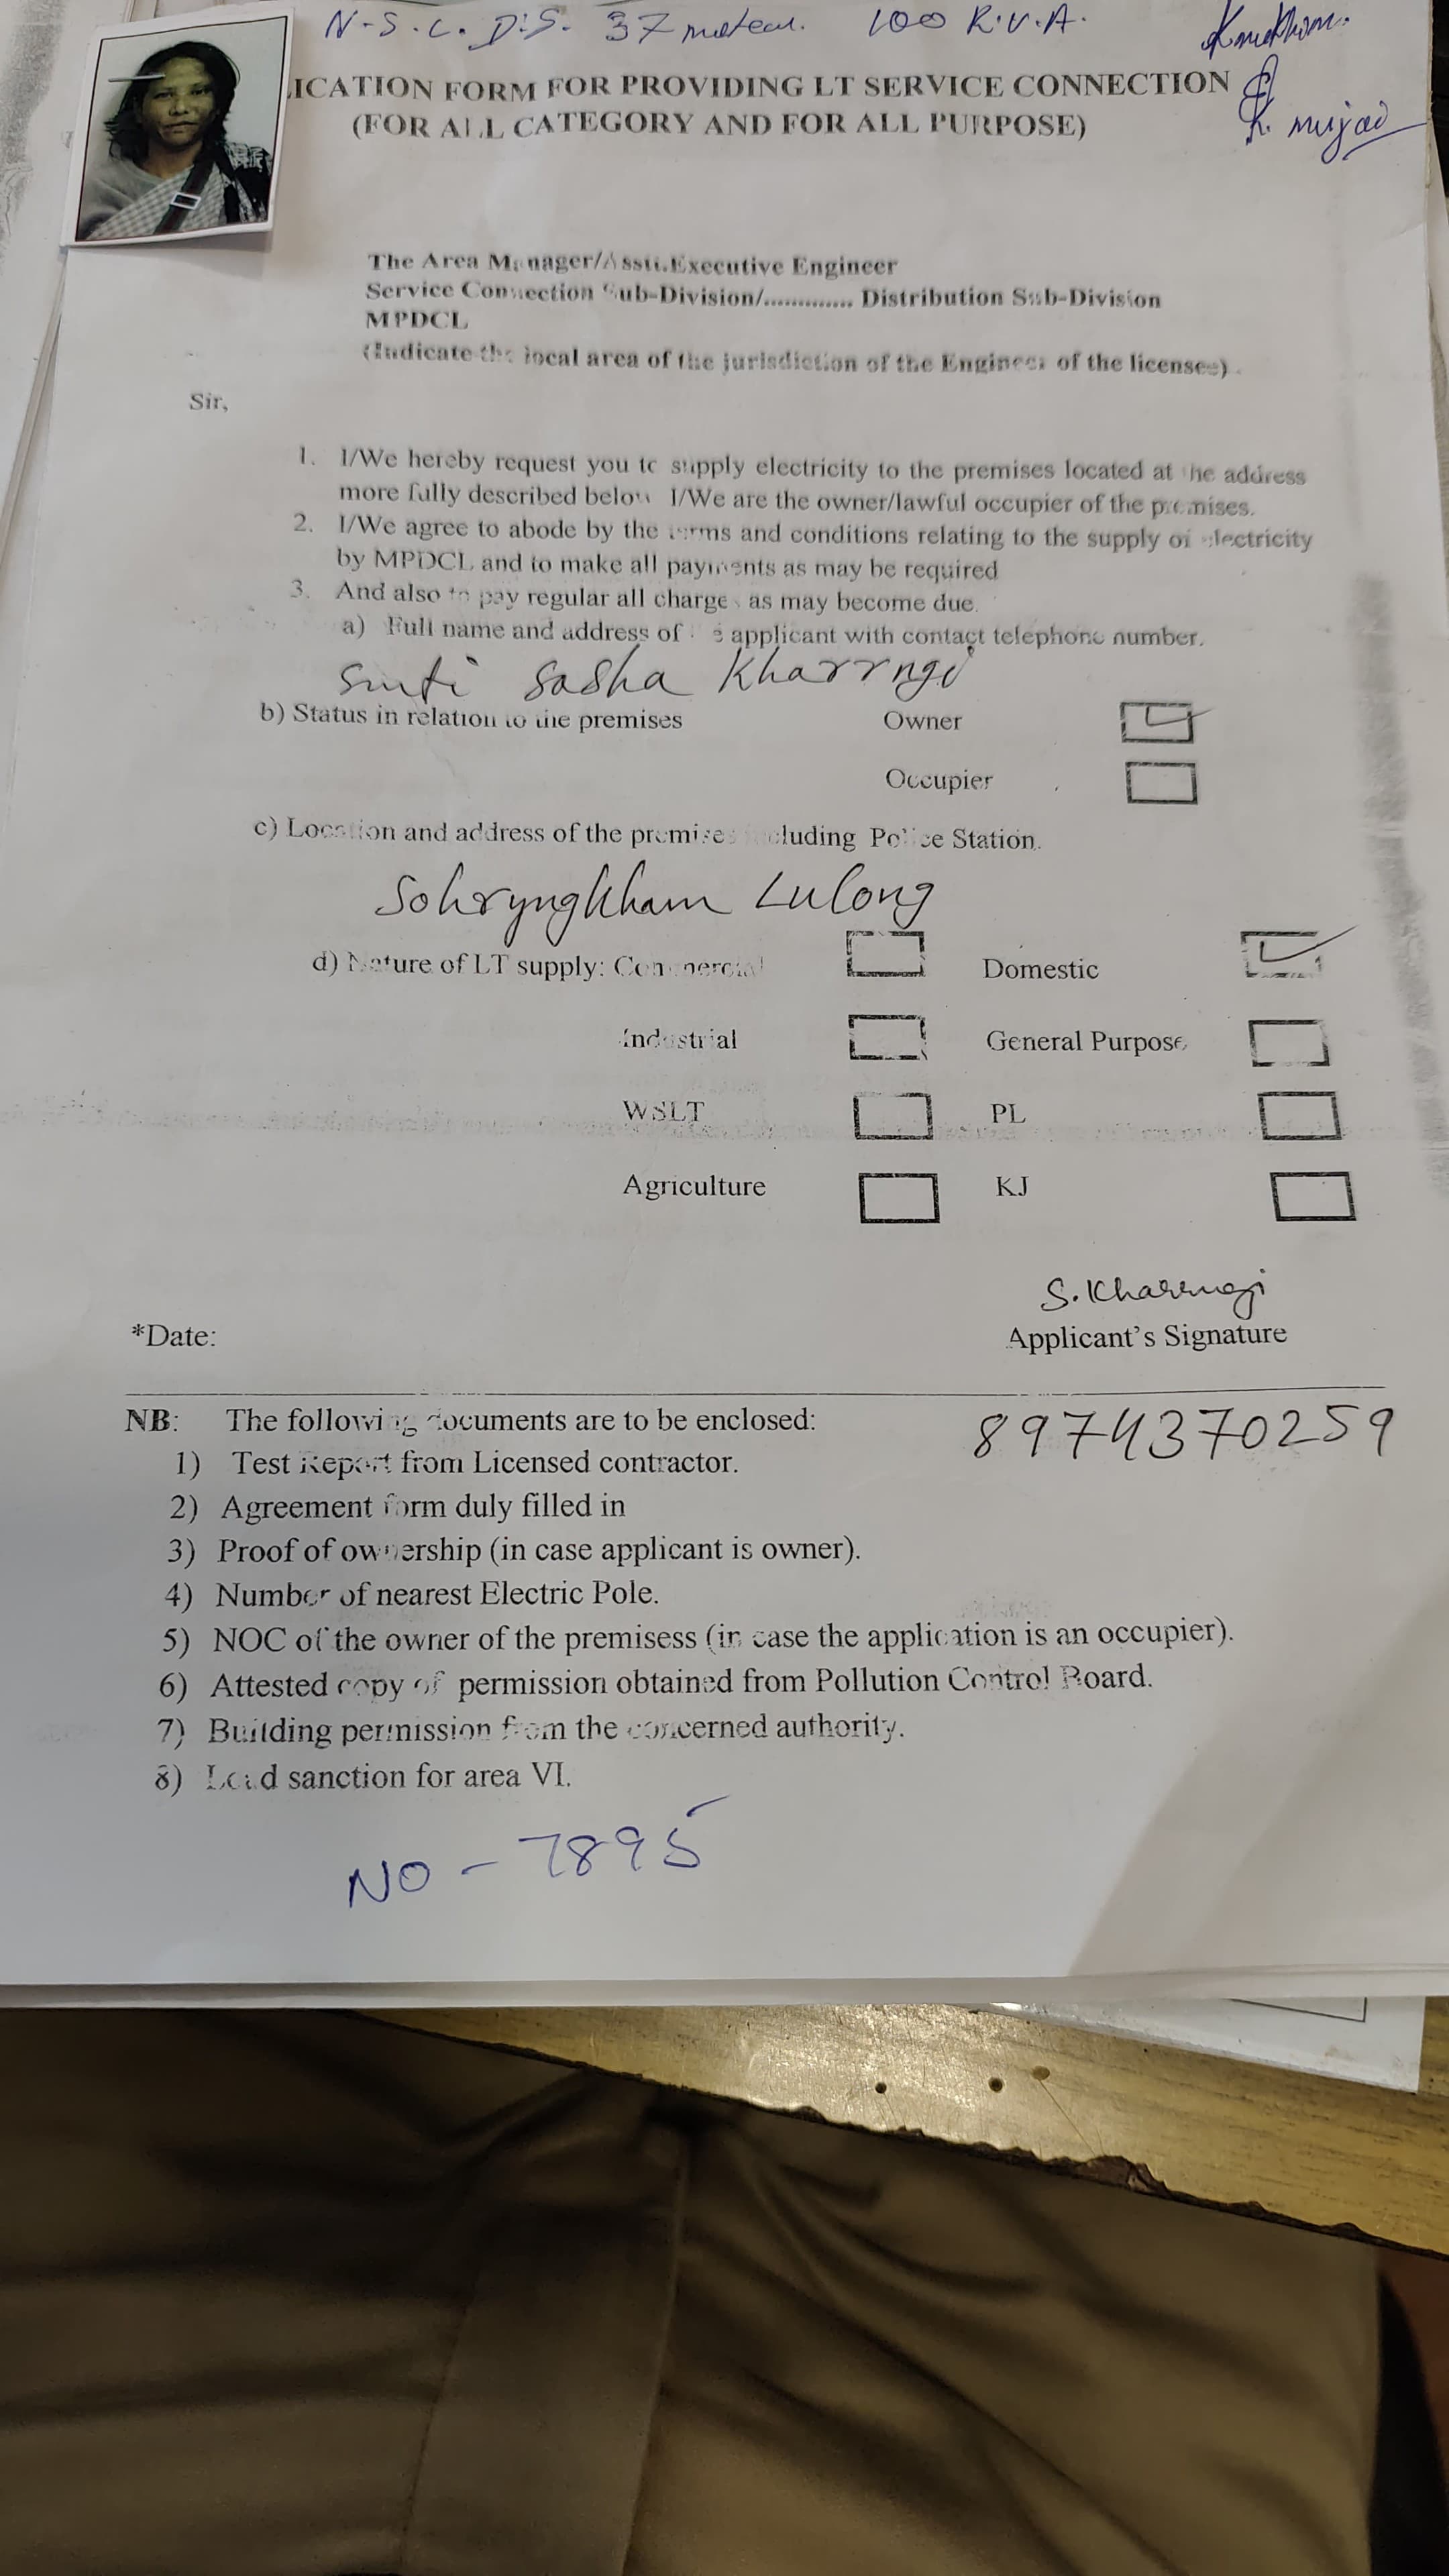 N.S.C. D.S. 37 meteer. 100 K.V.A.
LICATION FORM FOR PROVIDING LT SERVICE CONNECTION
(FOR ALL CATEGORY AND FOR ALL PURPOSE)
The Area Manager/Asstt.Executive Engineer
Service Connection Sub-Division/............. Distribution Sub-Division
MPDCL
(Indicate the local area of the jurisdiction of the Engineer of the licensee).
Sir,
1. I/We hereby request you to supply electricity to the premises located at the address
more fully described below I/We are the owner/lawful occupier of the premises.
2. I/We agree to abode by the terms and conditions relating to the supply of electricity
by MPDCL and to make all payments as may be required
3. And also to pay regular all charges as may become due.
a) Full name and address of the applicant with contact telephone number.
Smti Sasha Kharrngi
b) Status in relation to the premises Owner
Occupier
c) Location and address of the premises including Police Station.
Sohryngkham Lulong
d) Nature of LT supply: Commercial Domestic
Industrial General Purpose
WSLT PL
Agriculture KJ
S. Kharrngi
*Date: Applicant's Signature
NB: The following documents are to be enclosed: 8974370259
1) Test Report from Licensed contractor.
2) Agreement form duly filled in
3) Proof of ownership (in case applicant is owner).
4) Number of nearest Electric Pole.
5) NOC of the owner of the premisess (in case the application is an occupier).
6) Attested copy of permission obtained from Pollution Control Board.
7) Building permission from the concerned authority.
8) Load sanction for area VI.
NO - 7895